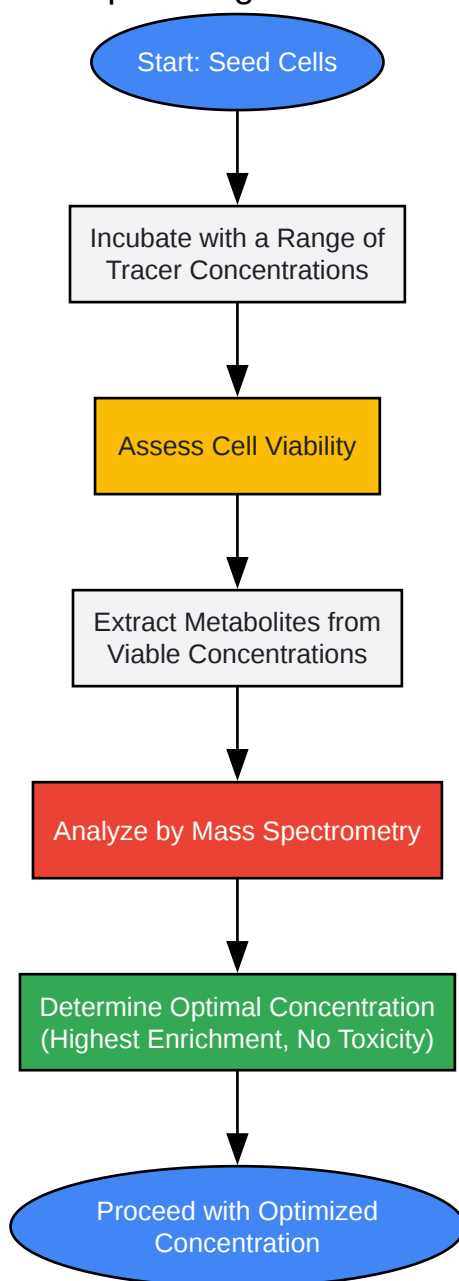 Start: Seed Cells
Incubate with a Range of
Tracer Concentrations
Assess Cell Viability
Extract Metabolites from
Viable Concentrations
Analyze by Mass Spectrometry
Determine Optimal Concentration
(Highest Enrichment, No Toxicity)
Proceed with Optimized
Concentration